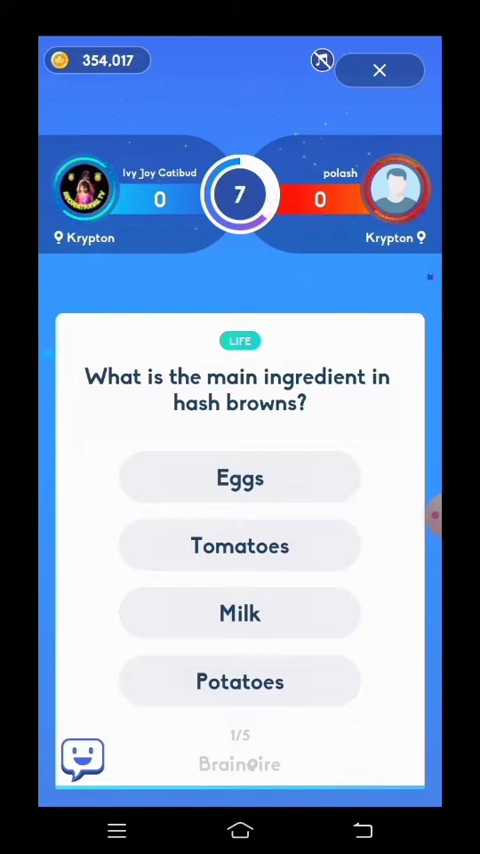 354,017
Ivy Joy Catibud
polash
0
7
0
Krypton
Krypton
LIFE
What is the main ingredient in
hash browns?
Eggs
Tomatoes
Milk
Potatoes
1/5